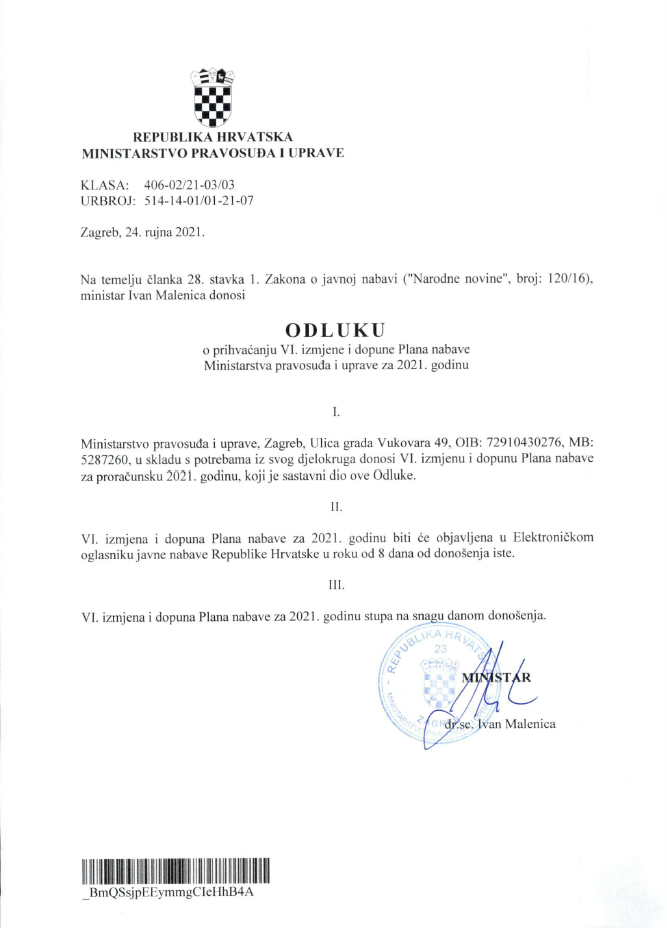 REPUBLIKA HRVATSKA
MINISTARSTVO PRAVOSUĐA I UPRAVE
KLASA: 406-02/21-03/03
URBROJ: 514-14-01/01-21-07
Zagreb, 24. rujna 2021.
Na temelju članka 28. stavka 1. Zakona o javnoj nabavi ("Narodne novine", broj: 120/16),
ministar Ivan Malenica donosi
ODLUKU
o prihvaćanju VI. izmjene i dopune Plana nabave
Ministarstva pravosuđa i uprave za 2021. godinu
I.
Ministarstvo pravosuđa i uprave, Zagreb, Ulica grada Vukovara 49, OIB: 72910430276, MB:
5287260, u skladu s potrebama iz svog djelokruga donosi VI. izmjenu i dopunu Plana nabave
za proračunsku 2021. godinu, koji je sastavni dio ove Odluke.
II.
VI. izmjena i dopuna Plana nabave za 2021. godinu biti će objavljena u Elektroničkom
oglasniku javne nabave Republike Hrvatske u roku od 8 dana od donošenja iste.
III.
VI. izmjena i dopuna Plana nabave za 2021. godinu stupa na snagu danom donošenja.
REPUBLIKA HRVATSKA
23
MINISTAR
ZAGREB
dr.sc. Ivan Malenica
_BmQSsjpEEymmgCIeHhB4A